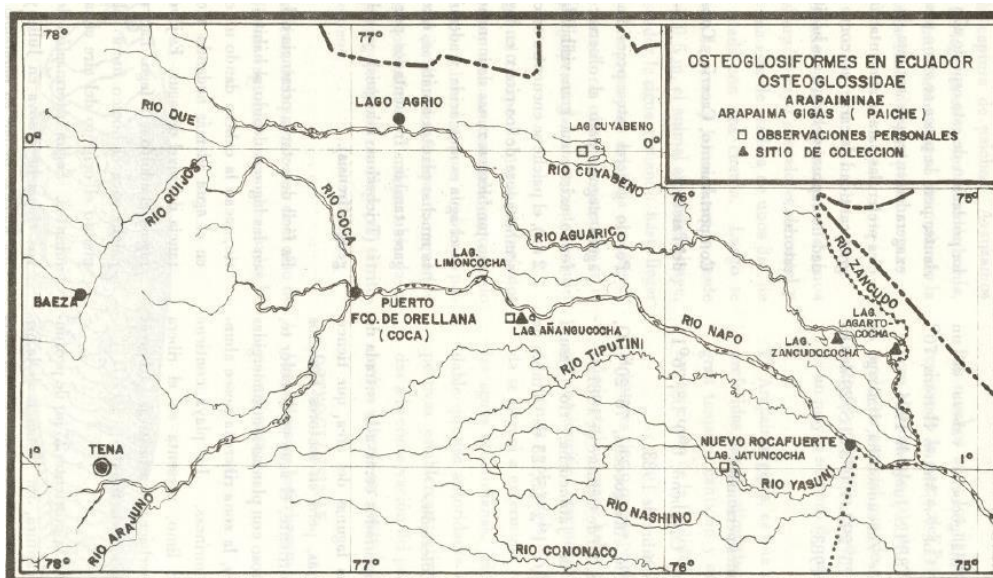 78°
77°
76°
75°
OSTEOGLOSIFORMES EN ECUADOR
OSTEOGLOSSIDAE
ARAPAIMINAE
ARAPAIMA GIGAS ( PAICHE )
□ OBSERVACIONES PERSONALES
▲ SITIO DE COLECCION
RIO DUE
LAGO AGRIO
LAG. CUYABENO
0°
0°
RIO CUYABENO
RIO QUIJOS
RIO COCA
RIO AGUARICO
RIO ZANCUDO
LAG. LIMONCOCHA
BAEZA
PUERTO
FCO. DE ORELLANA
(COCA)
LAG. AÑANGUCOCHA
RIO NAPO
LAG.
LAGARTO-
COCHA
LAG.
ZANCUDOCOCHA
RIO TIPUTINI
NUEVO ROCAFUERTE
LAG. JATUNCOCHA
TENA
1°
1°
RIO YASUNI
RIO NASHINO
RIO ARAJUNO
RIO CONONACO
78°
77°
76°
75°